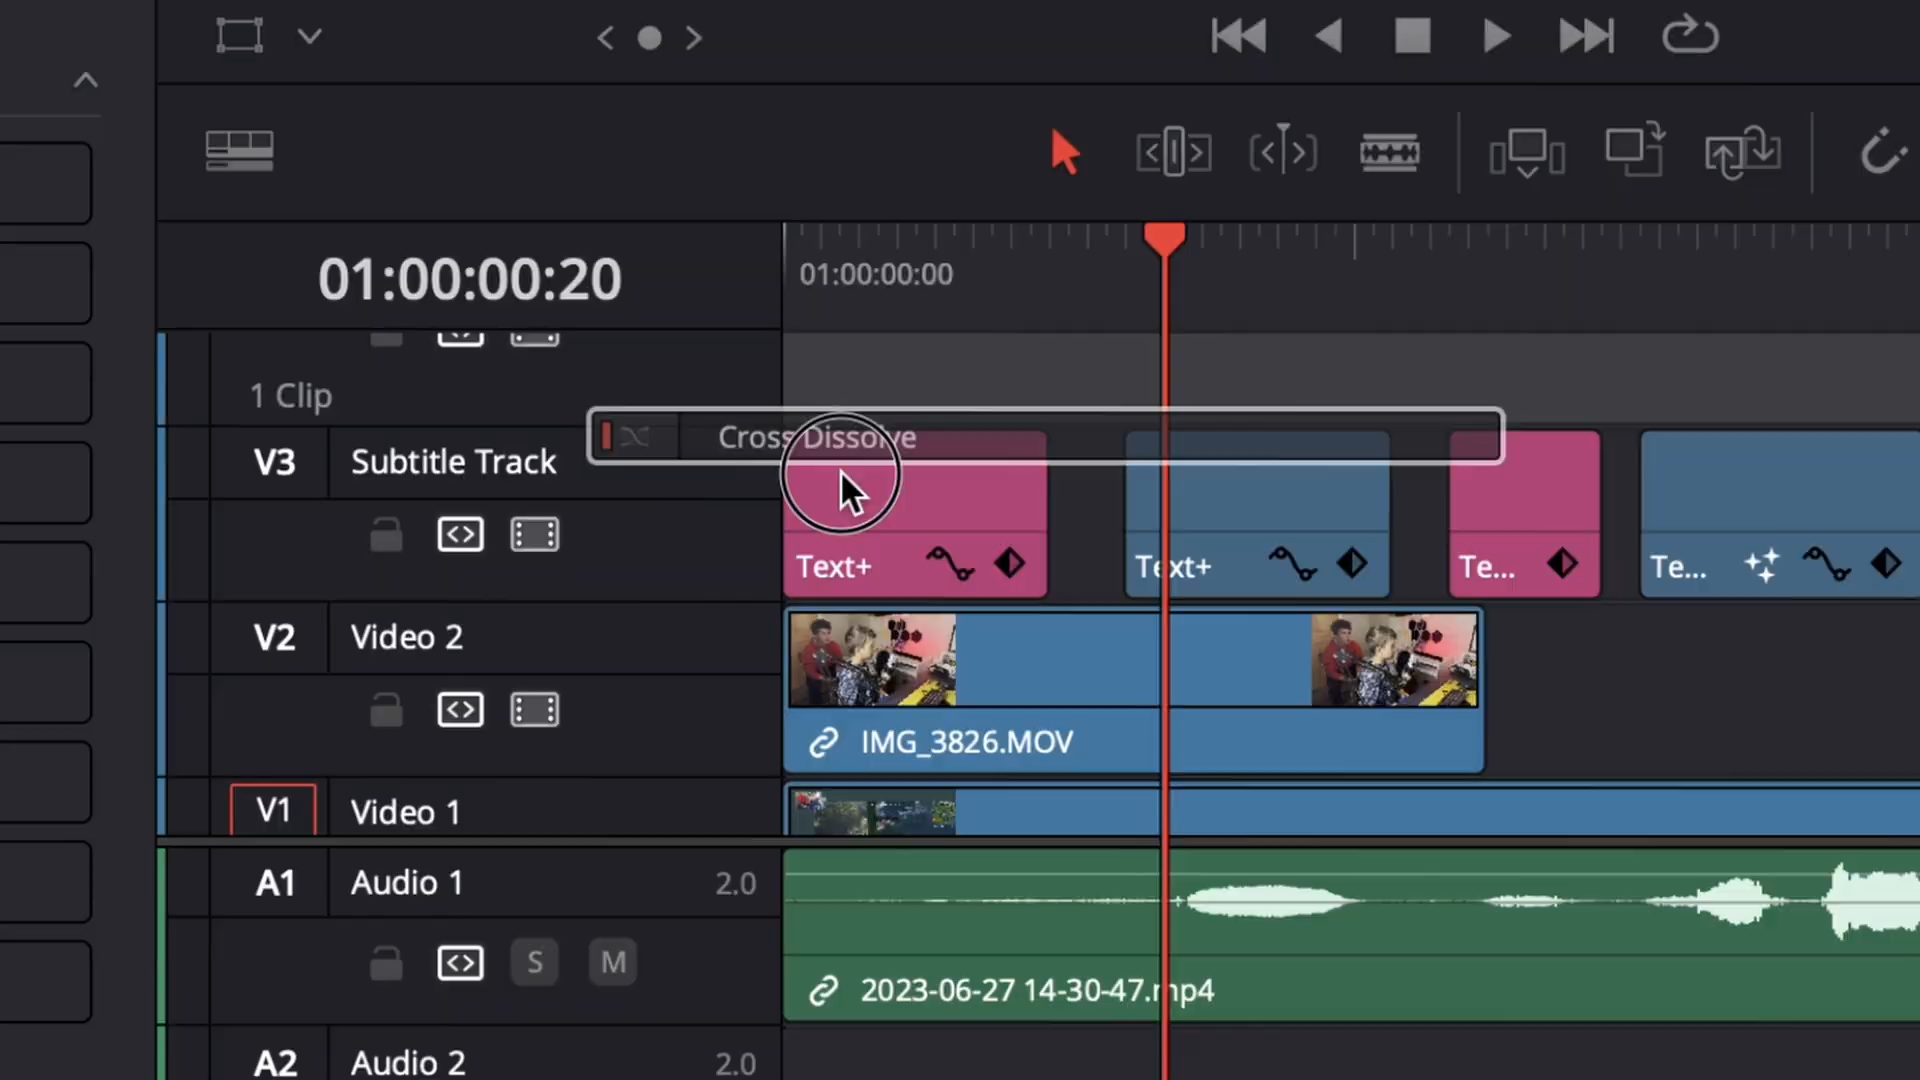 01:00:00:20
01:00:00:00
1 Clip
Cross Dissolve
V3 Subtitle Track
Text+
Text+
Te...
Te...
V2 Video 2
IMG_3826.MOV
V1 Video 1
A1 Audio 1 2.0
S M
2023-06-27 14-30-47.mp4
A2 Audio 2 2.0